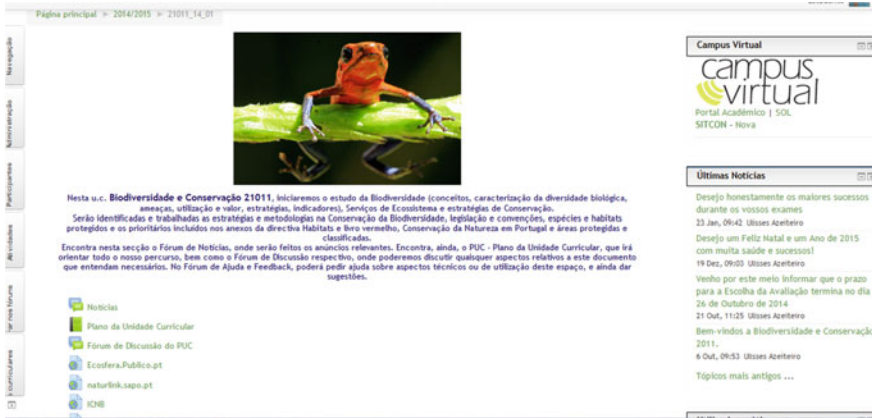 Página principal ► 2014/2015 ► 21011_14_01
Navegação
Administração
Participantes
Atividades
curriculares
Nesta u.c. Biodiversidade e Conservação 21011, iniciaremos o estudo da Biodiversidade (conceitos, caracterização da diversidade biológica,
ameaças, utilização e valor, estratégias, indicadores), Serviços de Ecossistema e estratégias de Conservação.
Serão identificadas e trabalhadas as estratégias e metodologias na Conservação da Biodiversidade, legislação e convenções, espécies e habitats
protegidos e os prioritários incluídos nos anexos da directiva Habitats e livro vermelho, Conservação da Natureza em Portugal e áreas protegidas e
classificadas.
Encontra nesta secção o Fórum de Notícias, onde serão feitos os anúncios relevantes. Encontra, ainda, o PUC - Plano da Unidade Curricular, que irá
orientar todo o nosso percurso, bem como o Fórum de Discussão respectivo, onde poderemos discutir quaisquer aspectos relativos a este documento
que entendam necessários. No Fórum de Ajuda e Feedback, poderá pedir ajuda sobre aspectos técnicos ou de utilização deste espaço, e ainda dar
sugestões.
Notícias
Plano da Unidade Curricular
Fórum de Discussão do PUC
Ecosfera.Publico.pt
naturlink.sapo.pt
ICNB
Campus Virtual
campus
virtual
Portal Académico | SOL
SITCON - Nova
Últimas Notícias
Desejo honestamente os maiores sucessos
durante os vossos exames
23 Jan, 09:42 Ulisses Azeiteiro
Desejo um Feliz Natal e um Ano de 2015
com muita saúde e sucessos!
19 Dez, 09:03 Ulisses Azeiteiro
Venho por este meio informar que o prazo
para a Escolha da Avaliação termina no dia
26 de Outubro de 2014
21 Out, 11:25 Ulisses Azeiteiro
Bem-vindos a Biodiversidade e Conservação
2011.
6 Out, 09:53 Ulisses Azeiteiro
Tópicos mais antigos ...